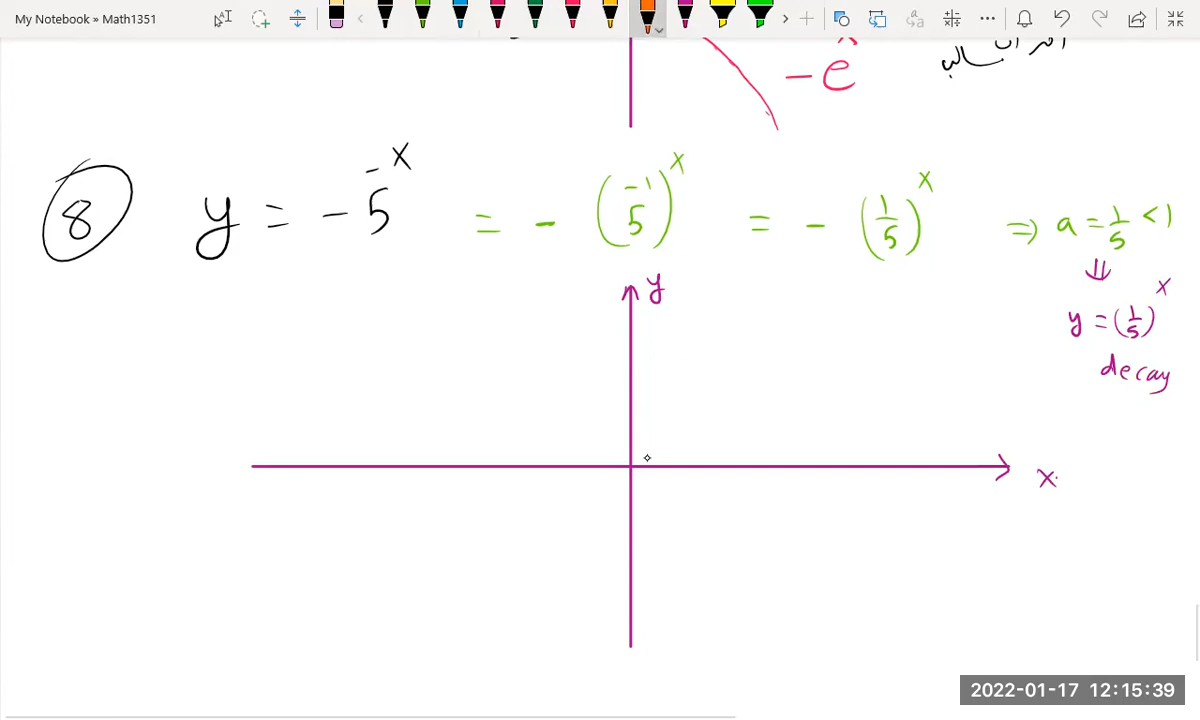 My Notebook » Math1351
- e^x
السالب
8 y = - 5^-x = - (5^-1)^x = - (1/5)^x ⇒ a = 1/5 < 1
⇓
y
y = (1/5)^x
decay
x
2022-01-17 12:15:39